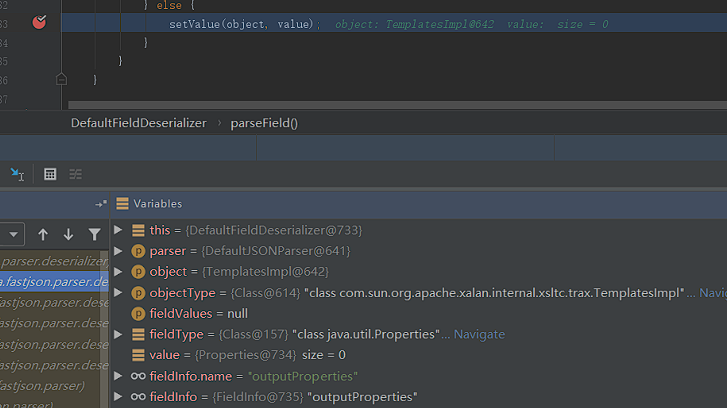 32 } else {
33 setValue(object, value); object: TemplatesImpl@642 value: size = 0
34 }
35 }
36 }
37
DefaultFieldDeserializer › parseField()
Variables
this = {DefaultFieldDeserializer@733}
parser = {DefaultJSONParser@641}
object = {TemplatesImpl@642}
objectType = {Class@614} "class com.sun.org.apache.xalan.internal.xsltc.trax.TemplatesImpl"... Navi
fieldValues = null
fieldType = {Class@157} "class java.util.Properties"... Navigate
value = {Properties@734} size = 0
fieldInfo.name = "outputProperties"
fieldInfo = {FieldInfo@735} "outputProperties"
.parser.deserializer
a.fastjson.parser.de
fastjson.parser.dese
fastjson.parser.dese
fastjson.parser.dese
fastjson.parser.dese
fastjson.parser)
.parser)